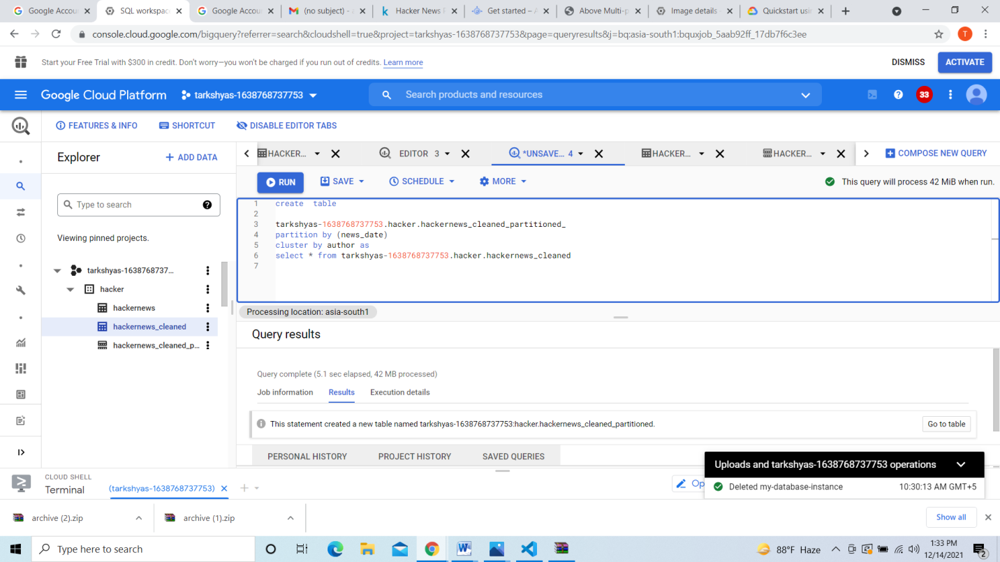 Google Accoun
SQL workspac
Google Accoun
(no subject) -
Hacker News
Get started –
Above Multi-p
Image details
Quickstart usin
console.cloud.google.com/bigquery?referrer=search&cloudshell=true&project=tarkshyas-1638768737753&page=queryresults&j=bq:asia-south1:bquxjob_5aab92ff_17db7f6c3ee
T
Start your Free Trial with $300 in credit. Don't worry—you won't be charged if you run out of credits. Learn more
DISMISS
ACTIVATE
Google Cloud Platform
tarkshyas-1638768737753
Search products and resources
33
FEATURES & INFO
SHORTCUT
DISABLE EDITOR TABS
Explorer
+ ADD DATA
HACKER...
EDITOR 3
*UNSAVE... 4
HACKER...
HACKER...
COMPOSE NEW QUERY
RUN
SAVE
SCHEDULE
MORE
This query will process 42 MiB when run.
Type to search
Viewing pinned projects.
tarkshyas-163876873...
hacker
hackernews
hackernews_cleaned
hackernews_cleaned_p...
1 create table
2
3 tarkshyas-1638768737753.hacker.hackernews_cleaned_partitioned_
4 partition by (news_date)
5 cluster by author as
6 select * from tarkshyas-1638768737753.hacker.hackernews_cleaned
7
Processing location: asia-south1
Query results
Query complete (5.1 sec elapsed, 42 MB processed)
Job information
Results
Execution details
This statement created a new table named tarkshyas-1638768737753:hacker.hackernews_cleaned_partitioned.
Go to table
PERSONAL HISTORY
PROJECT HISTORY
SAVED QUERIES
CLOUD SHELL
Terminal
(tarkshyas-1638768737753)
Op
Uploads and tarkshyas-1638768737753 operations
Deleted my-database-instance
10:30:13 AM GMT+5
archive (2).zip
archive (1).zip
Show all
Type here to search
88°F Haze
1:33 PM
12/14/2021
2